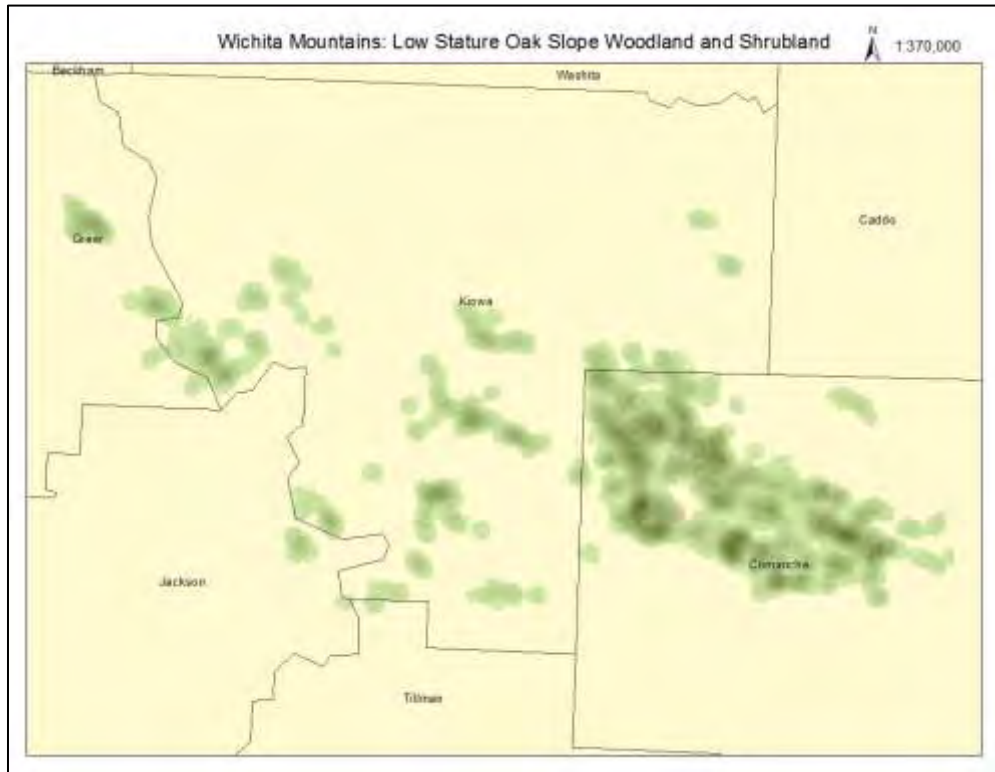 Wichita Mountains: Low Stature Oak Slope Woodland and Shrubland
N
1:370,000
Beckham
Washita
Caddo
Greer
Kiowa
Comanche
Jackson
Tillman